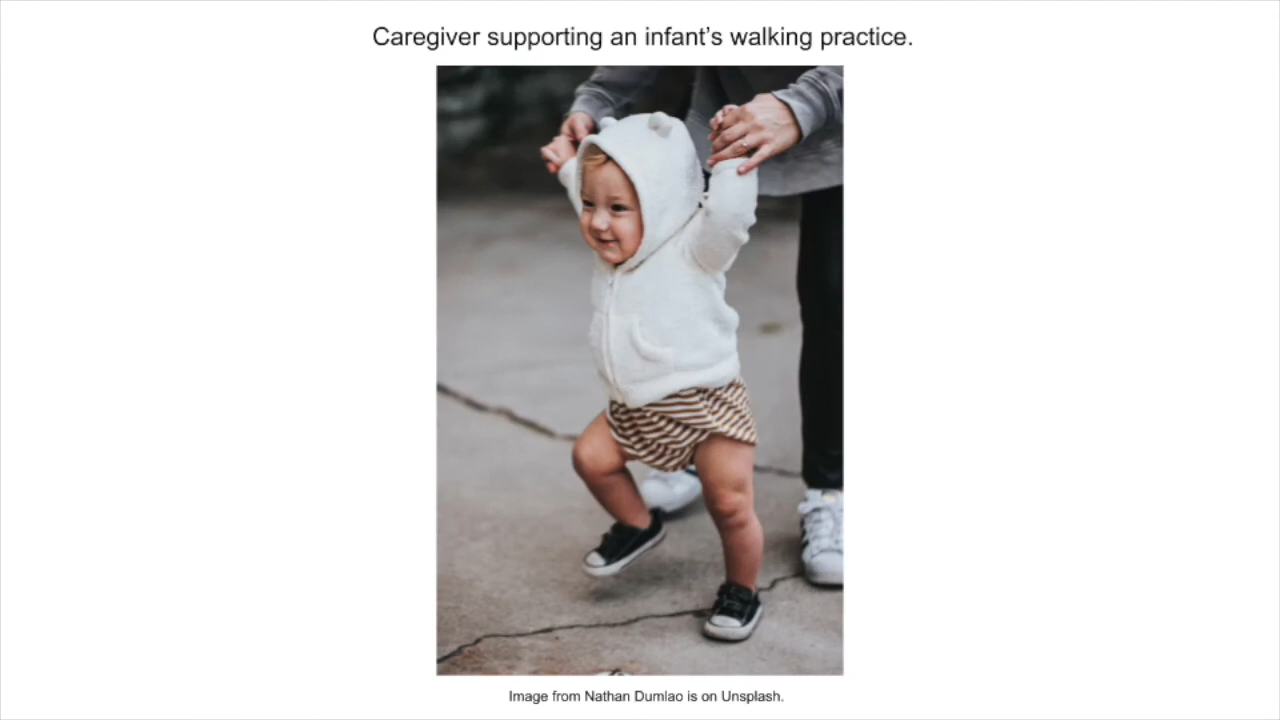 Caregiver supporting an infant’s walking practice.
Image from Nathan Dumlao is on Unsplash.